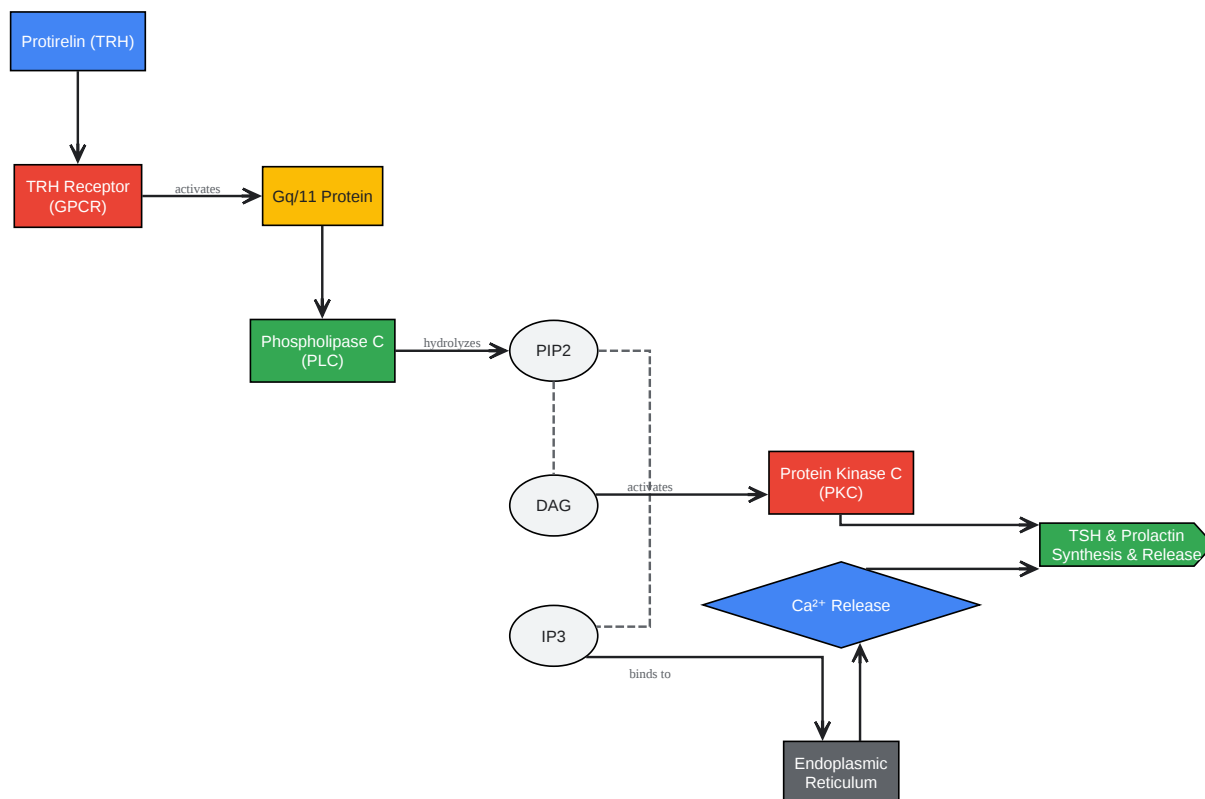 Protirelin (TRH)
TRH Receptor
(GPCR)
activates
Gq/11 Protein
Phospholipase C
(PLC)
hydrolyzes
PIP2
DAG
activates
Protein Kinase C
(PKC)
TSH & Prolactin
Synthesis & Release
Ca²⁺ Release
IP3
binds to
Endoplasmic
Reticulum